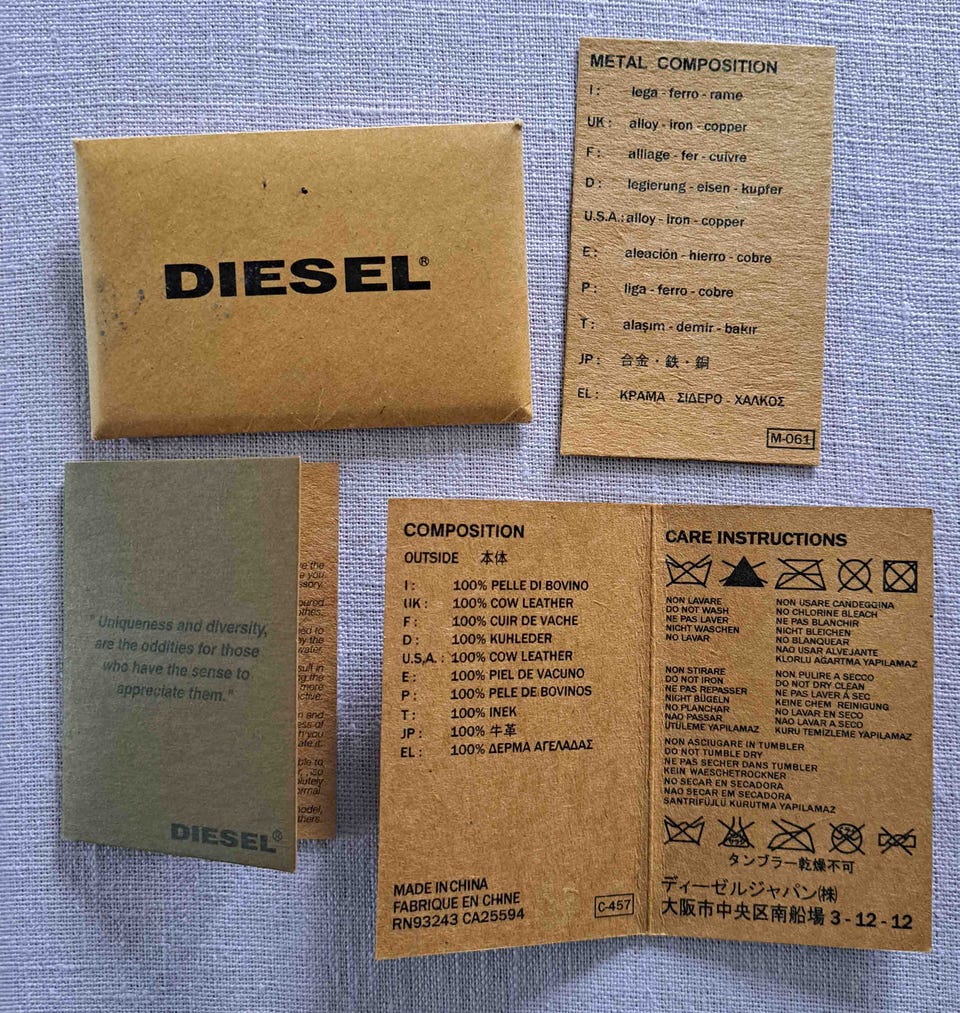 DIESEL®
METAL COMPOSITION
I : lega - ferro - rame
UK : alloy - iron - copper
F : alliage - fer - cuivre
D : legierung - eisen - kupfer
U.S.A.: alloy - iron - copper
E : aleación - hierro - cobre
P : liga - ferro - cobre
T : alaşım - demir - bakır
JP : 合金・鉄・銅
EL : ΚΡΑΜΑ - ΣΙΔΕΡΟ - ΧΑΛΚΟΣ
M-061
" Uniqueness and diversity,
are the oddities for those
who have the sense to
appreciate them."
DIESEL®
COMPOSITION
OUTSIDE 本体
I : 100% PELLE DI BOVINO
UK : 100% COW LEATHER
F : 100% CUIR DE VACHE
D : 100% KUHLEDER
U.S.A. : 100% COW LEATHER
E : 100% PIEL DE VACUNO
P : 100% PELE DE BOVINOS
T : 100% INEK
JP : 100% 牛革
EL : 100% ΔΕΡΜΑ ΑΓΕΛΑΔΑΣ
MADE IN CHINA
FABRIQUE EN CHINE
RN93243 CA25594
C-457
CARE INSTRUCTIONS
NON LAVARE
DO NOT WASH
NE PAS LAVER
NICHT WASCHEN
NO LAVAR
NON USARE CANDEGGINA
NO CHLORINE BLEACH
NE PAS BLANCHIR
NICHT BLEICHEN
NO BLANQUEAR
NAO USAR ALVEJANTE
KLORLU AGARTMA YAPILAMAZ
NON STIRARE
DO NOT IRON
NE PAS REPASSER
NICHT BÜGELN
NO PLANCHAR
NAO PASSAR
ÜTÜLEME YAPILAMAZ
NON PULIRE A SECCO
DO NOT DRY CLEAN
NE PAS LAVER Á SEC
KEINE CHEM REINIGUNG
NO LAVAR EN SECO
NAO LAVAR A SECO
KURU TEMIZLEME YAPILAMAZ
NON ASCIUGARE IN TUMBLER
DO NOT TUMBLE DRY
NE PAS SECHER DANS TUMBLER
KEIN WAESCHETROCKNER
NO SECAR EN SECADORA
NAO SECAR EM SECADORA
SANTRİFÜJLÜ KURUTMA YAPILAMAZ
タンブラー乾燥不可
ディーゼルジャパン㈱
大阪市中央区南船場 3 - 12 - 12